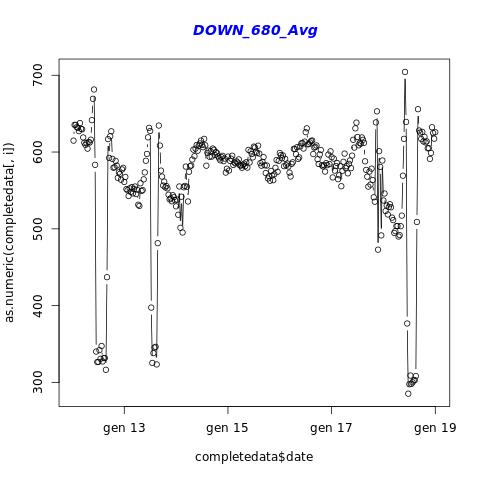 DOWN_680_Avg
700
600
500
400
300
as.numeric(completedata[, i])
gen 13
gen 15
gen 17
gen 19
completedata$date